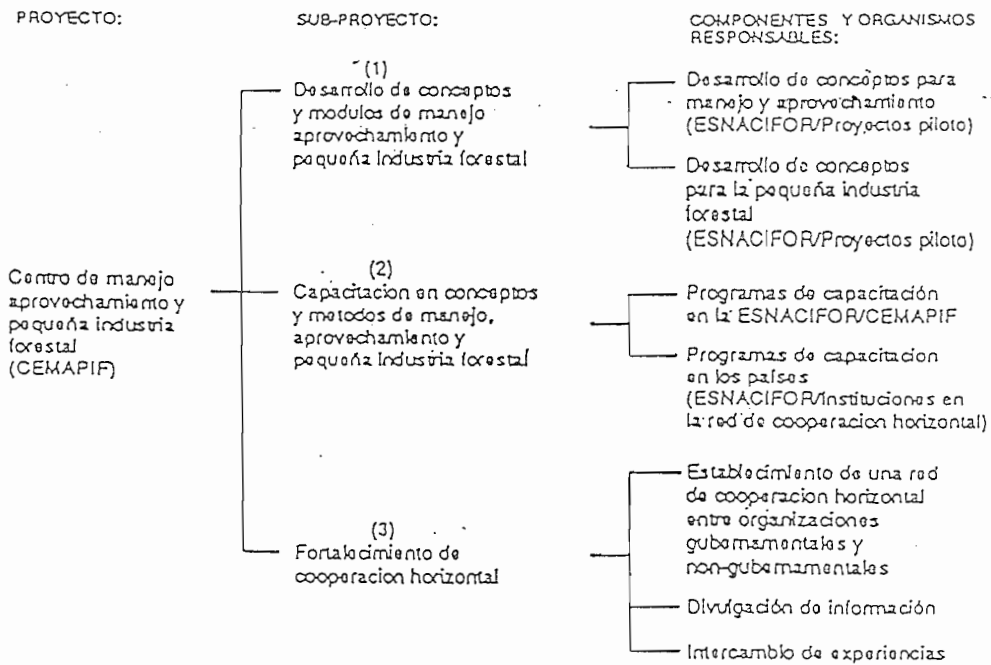 PROYECTO:
SUB-PROYECTO:
COMPONENTES Y ORGANISMOS
RESPONSABLES:
Centro de manejo
aprovechamiento y
pequeña industria
forestal
(CEMAPIF)
(1)
Desarrollo de conceptos
y modulos de manejo
aprovechamiento y
pequeña industria forestal
Desarrollo de conceptos para
manejo y aprovechamiento
(ESNACIFOR/Proyectos piloto)
Desarrollo de conceptos
para la pequeña industria
forestal
(ESNACIFOR/Proyectos piloto)
(2)
Capacitacion en conceptos
y metodos de manejo,
aprovechamiento y
pequeña industria forestal
Programas de capacitación
en la ESNACIFOR/CEMAPIF
Programas de capacitacion
en los países
(ESNACIFOR/Instituciones en
la red de cooperacion horizontal)
(3)
Fortalecimiento de
cooperacion horizontal
Establecimiento de una red
de cooperacion horizontal
entre organizaciones
gubernamentales y
non-gubernamentales
Divulgación de información
Intercambio de experiencias